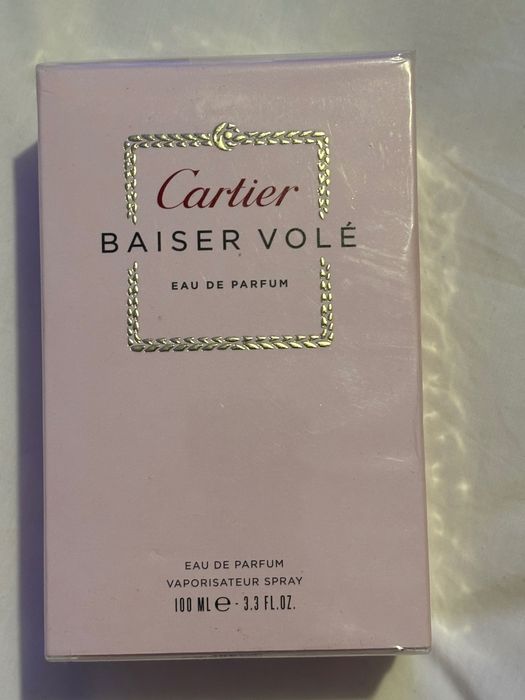 Cartier
BAISER VOLÉ
EAU DE PARFUM
EAU DE PARFUM
VAPORISATEUR SPRAY
100 ML ℮ - 3.3 FL.OZ.